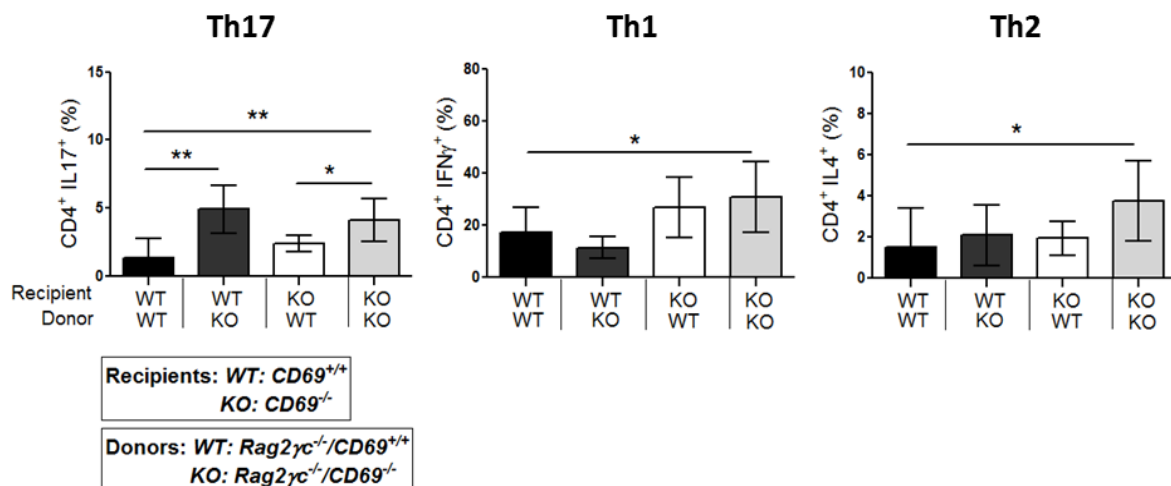 Th17
Th1
Th2
CD4⁺ IL17⁺ (%)
15
10
5
0
**
**
*
CD4⁺ IFNγ⁺ (%)
80
60
40
20
0
*
CD4⁺ IL4⁺ (%)
10
8
6
4
2
0
*
Recipient WT WT KO KO
Donor WT KO WT KO
WT WT KO KO
WT KO WT KO
WT WT KO KO
WT KO WT KO
Recipients: WT: CD69⁺/⁺
KO: CD69⁻/⁻
Donors: WT: Rag2γc⁻/⁻/CD69⁺/⁺
KO: Rag2γc⁻/⁻/CD69⁻/⁻